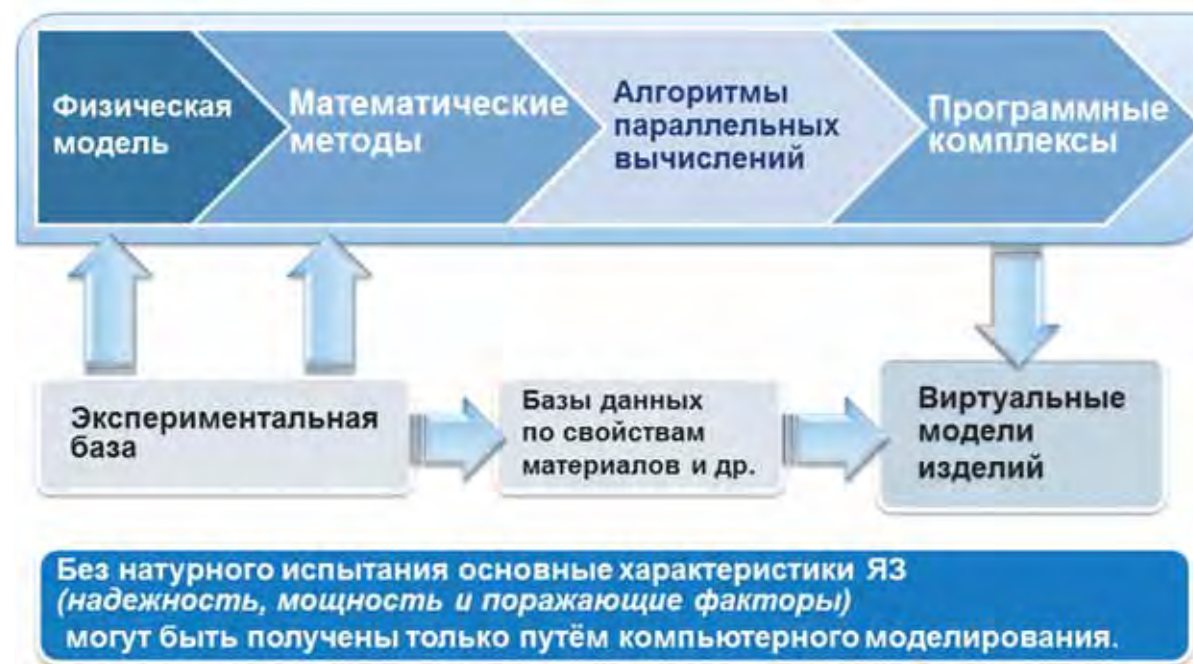 Физическая
модель
Математические
методы
Алгоритмы
параллельных
вычислений
Программные
комплексы
Экспериментальная
база
Базы данных
по свойствам
материалов и др.
Виртуальные
модели
изделий
Без натурного испытания основные характеристики ЯЗ
(надежность, мощность и поражающие факторы)
могут быть получены только путём компьютерного моделирования.